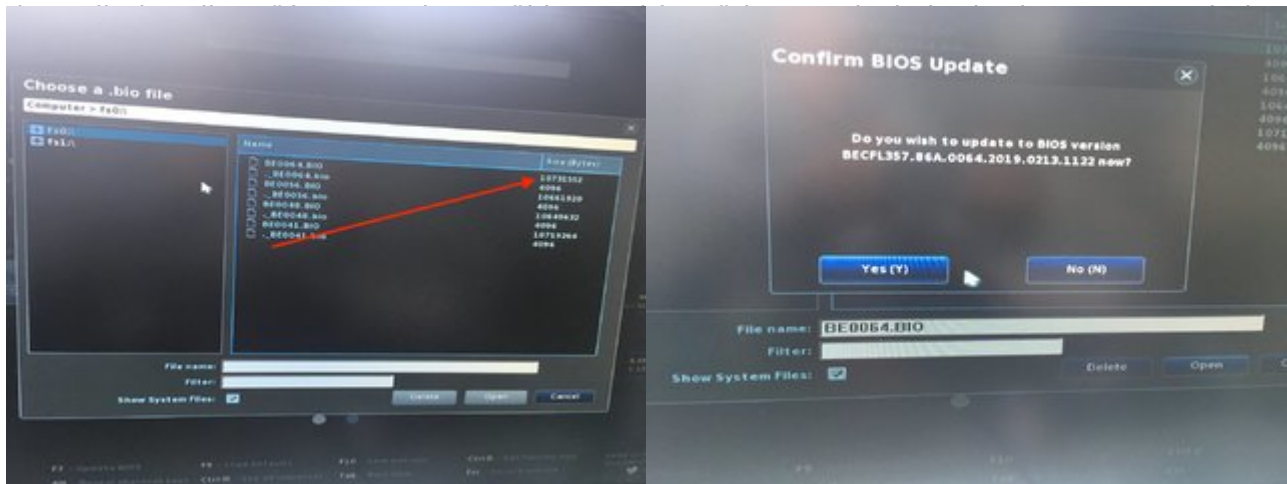 Choose a .bio file
Computer > fs0:\
fs0:\
fs1:\
Name
Size (Bytes)
BE0064.BIO
10731552
._BE0064.bio
4096
BE0056.BIO
10661920
._BE0056.bio
4096
BE0048.BIO
10649632
._BE0048.bio
4096
BE0041.BIO
10719264
._BE0041.bio
4096
File name:
Filter:
Show System Files:
Delete
Open
Cancel
Confirm BIOS Update
Do you wish to update to BIOS version
BECFL357.86A.0064.2019.0213.1122 now?
Yes (Y)
No (N)
File name:
BE0064.BIO
Filter:
Show System Files:
Delete
Open